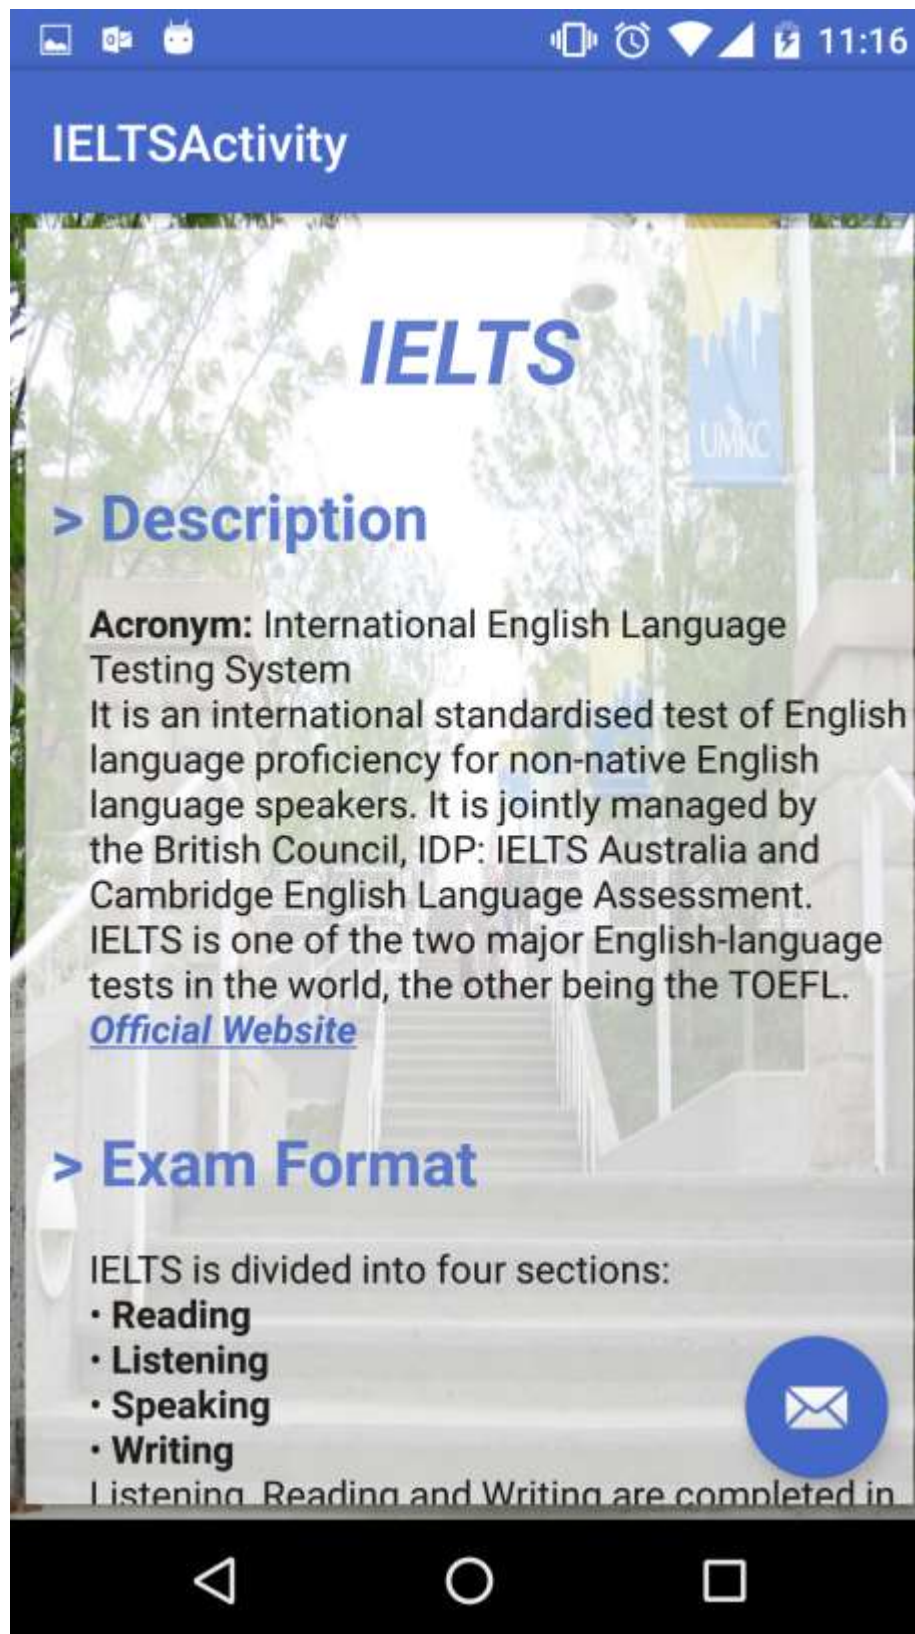 11:16
IELTSActivity
IELTS
UMKC
> Description
Acronym: International English Language
Testing System
It is an international standardised test of English
language proficiency for non-native English
language speakers. It is jointly managed by
the British Council, IDP: IELTS Australia and
Cambridge English Language Assessment.
IELTS is one of the two major English-language
tests in the world, the other being the TOEFL.
Official Website
> Exam Format
IELTS is divided into four sections:
• Reading
• Listening
• Speaking
• Writing
Listening, Reading and Writing are completed in